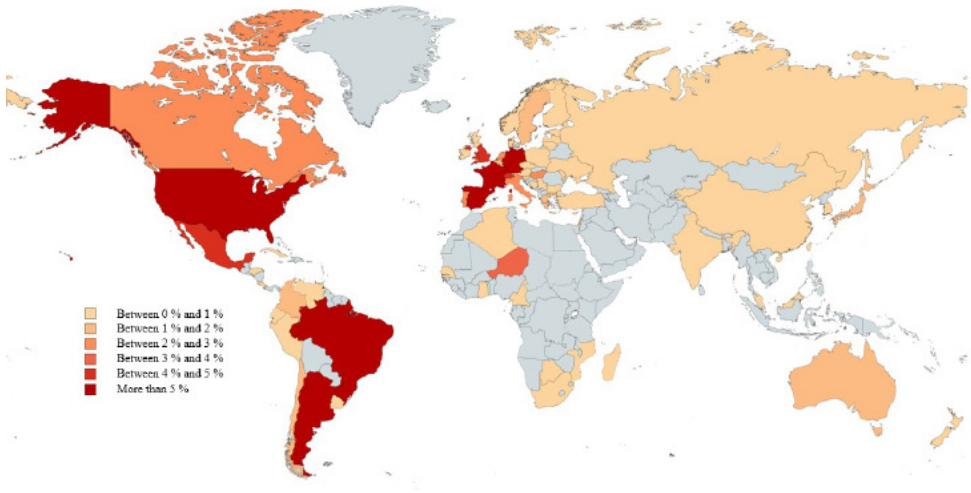 Between 0 % and 1 %
Between 1 % and 2 %
Between 2 % and 3 %
Between 3 % and 4 %
Between 4 % and 5 %
More than 5 %